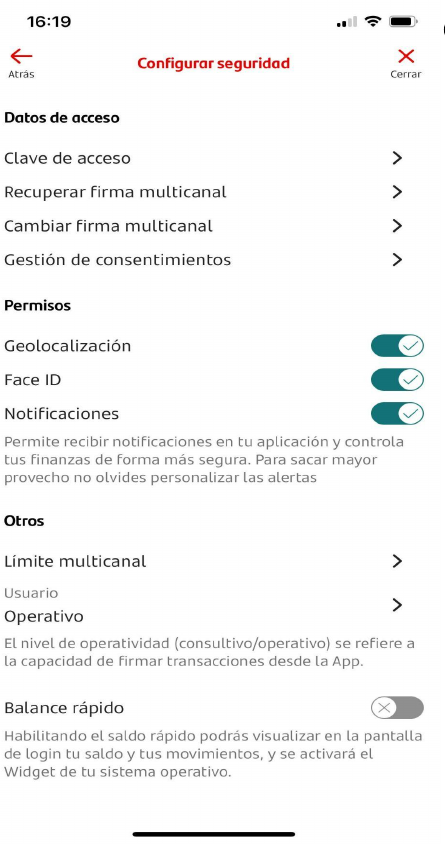 16:19
Atrás
Configurar seguridad
Cerrar
Datos de acceso
Clave de acceso
Recuperar firma multicanal
Cambiar firma multicanal
Gestión de consentimientos
Permisos
Geolocalización
Face ID
Notificaciones
Permite recibir notificaciones en tu aplicación y controla
tus finanzas de forma más segura. Para sacar mayor
provecho no olvides personalizar las alertas
Otros
Límite multicanal
Usuario
Operativo
El nivel de operatividad (consultivo/operativo) se refiere a
la capacidad de firmar transacciones desde la App.
Balance rápido
Habilitando el saldo rápido podrás visualizar en la pantalla
de login tu saldo y tus movimientos, y se activará el
Widget de tu sistema operativo.